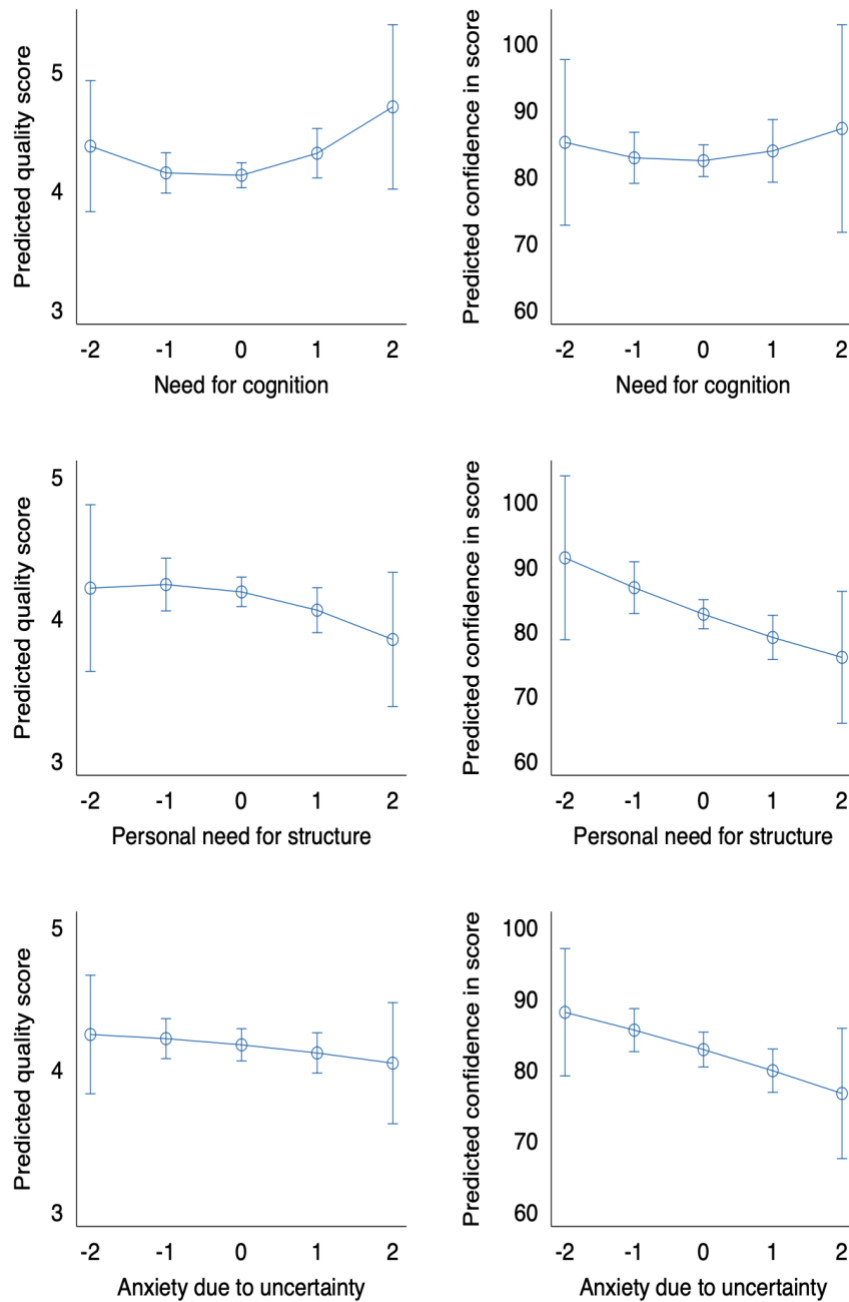 Predicted quality score
5
4
3
-2 -1 0 1 2
Need for cognition
Predicted confidence in score
100
90
80
70
60
-2 -1 0 1 2
Need for cognition
Predicted quality score
5
4
3
-2 -1 0 1 2
Personal need for structure
Predicted confidence in score
100
90
80
70
60
-2 -1 0 1 2
Personal need for structure
Predicted quality score
5
4
3
-2 -1 0 1 2
Anxiety due to uncertainty
Predicted confidence in score
100
90
80
70
60
-2 -1 0 1 2
Anxiety due to uncertainty